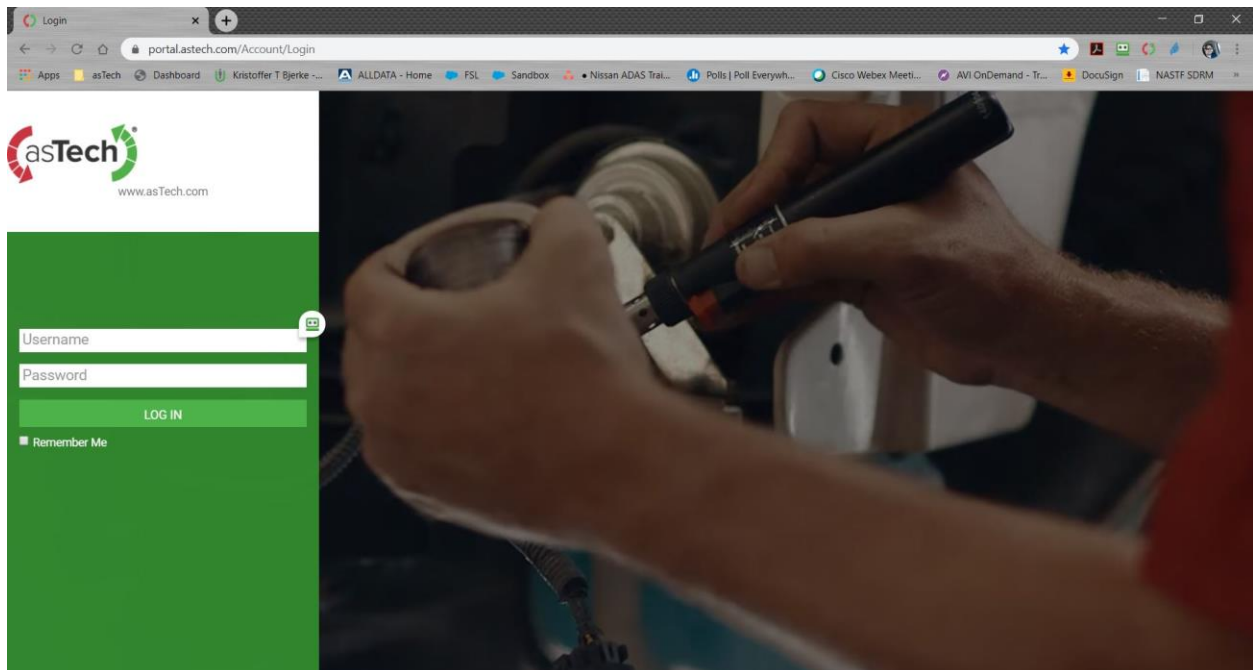 Login
portal.astech.com/Account/Login
Apps asTech Dashboard Kristoffer T Bjerke -... ALLDATA - Home FSL Sandbox • Nissan ADAS Trai... Polls | Poll Everywh... Cisco Webex Meeti... AVI OnDemand - Tr... DocuSign NASTF SDRM »
asTech®
www.asTech.com
Username
Password
LOG IN
Remember Me